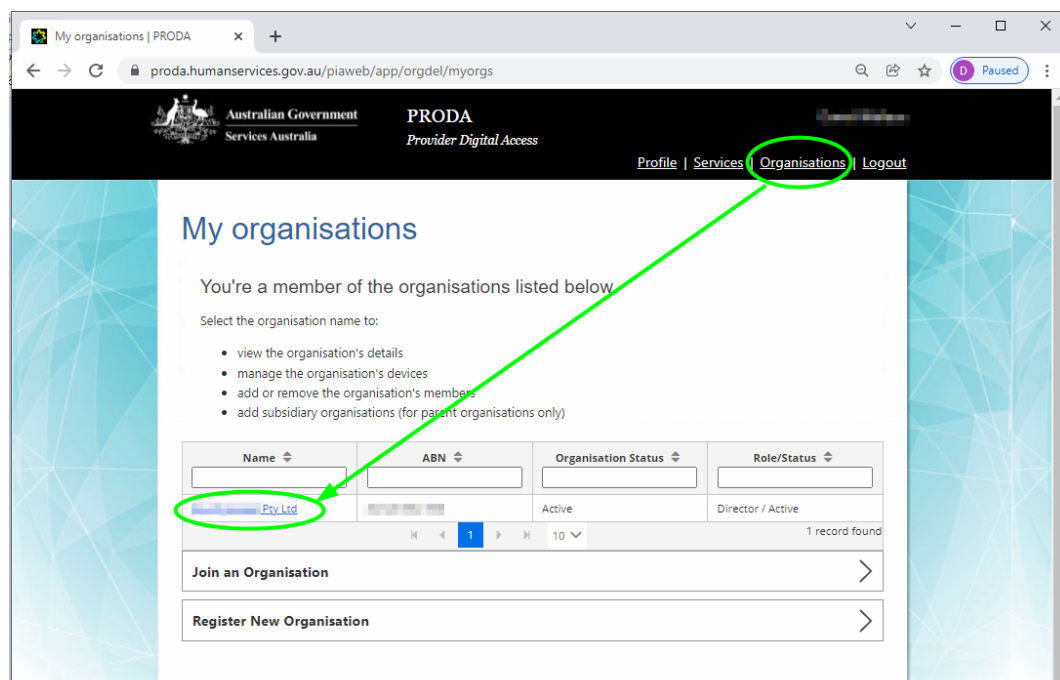 My organisations | PRODA
proda.humanservices.gov.au/piaweb/app/orgdel/myorgs
D Paused
Australian Government
Services Australia
PRODA
Provider Digital Access
Profile | Services | Organisations | Logout
My organisations
You're a member of the organisations listed below
Select the organisation name to:
• view the organisation's details
• manage the organisation's devices
• add or remove the organisation's members
• add subsidiary organisations (for parent organisations only)
Name ABN Organisation Status Role/Status
Pty Ltd Active Director / Active
1 10 1 record found
Join an Organisation
Register New Organisation